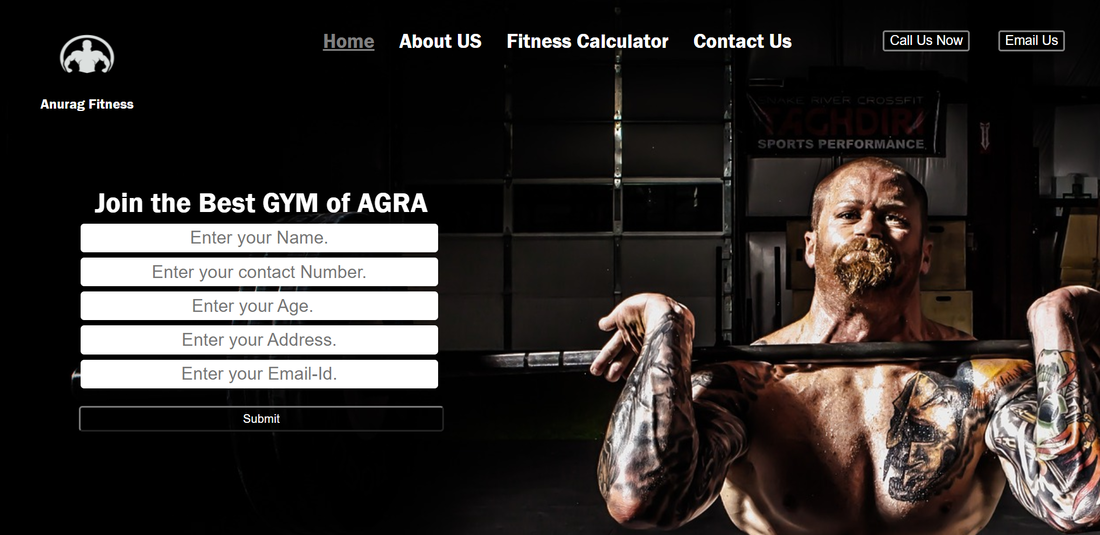 Home
About US
Fitness Calculator
Contact Us
Call Us Now
Email Us
Anurag Fitness
SNAKE RIVER CROSSFIT
SPORTS PERFORMANCE
Join the Best GYM of AGRA
Enter your Name.
Enter your contact Number.
Enter your Age.
Enter your Address.
Enter your Email-Id.
Submit